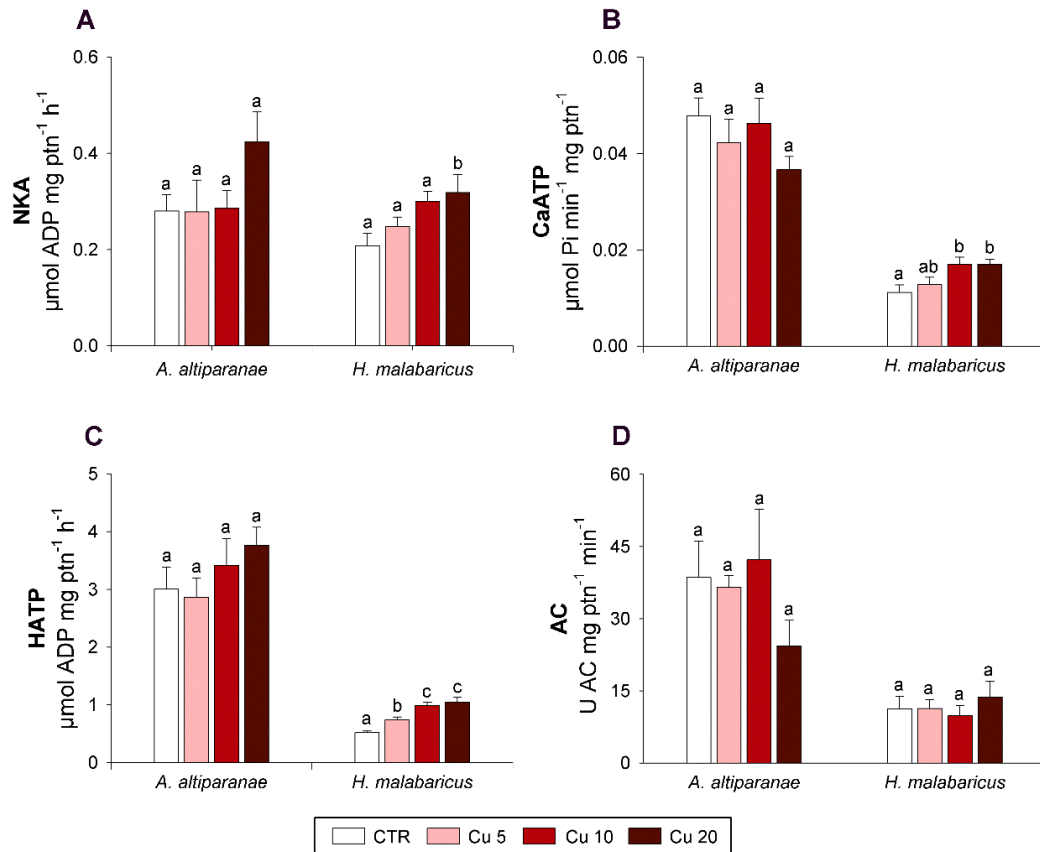 A
NKA
µmol ADP mg ptn⁻¹ h⁻¹
0.6
0.4
0.2
0.0
a a a a
a a a b
A. altiparanae H. malabaricus
B
CaATP
µmol Pi min⁻¹ mg ptn⁻¹
0.06
0.04
0.02
0.00
a a a a
a ab b b
A. altiparanae H. malabaricus
C
HATP
µmol ADP mg ptn⁻¹ h⁻¹
5
4
3
2
1
0
a a a a
a b c c
A. altiparanae H. malabaricus
D
AC
U AC mg ptn⁻¹ min⁻¹
60
45
30
15
0
a a a a
a a a a
A. altiparanae H. malabaricus
CTR Cu 5 Cu 10 Cu 20